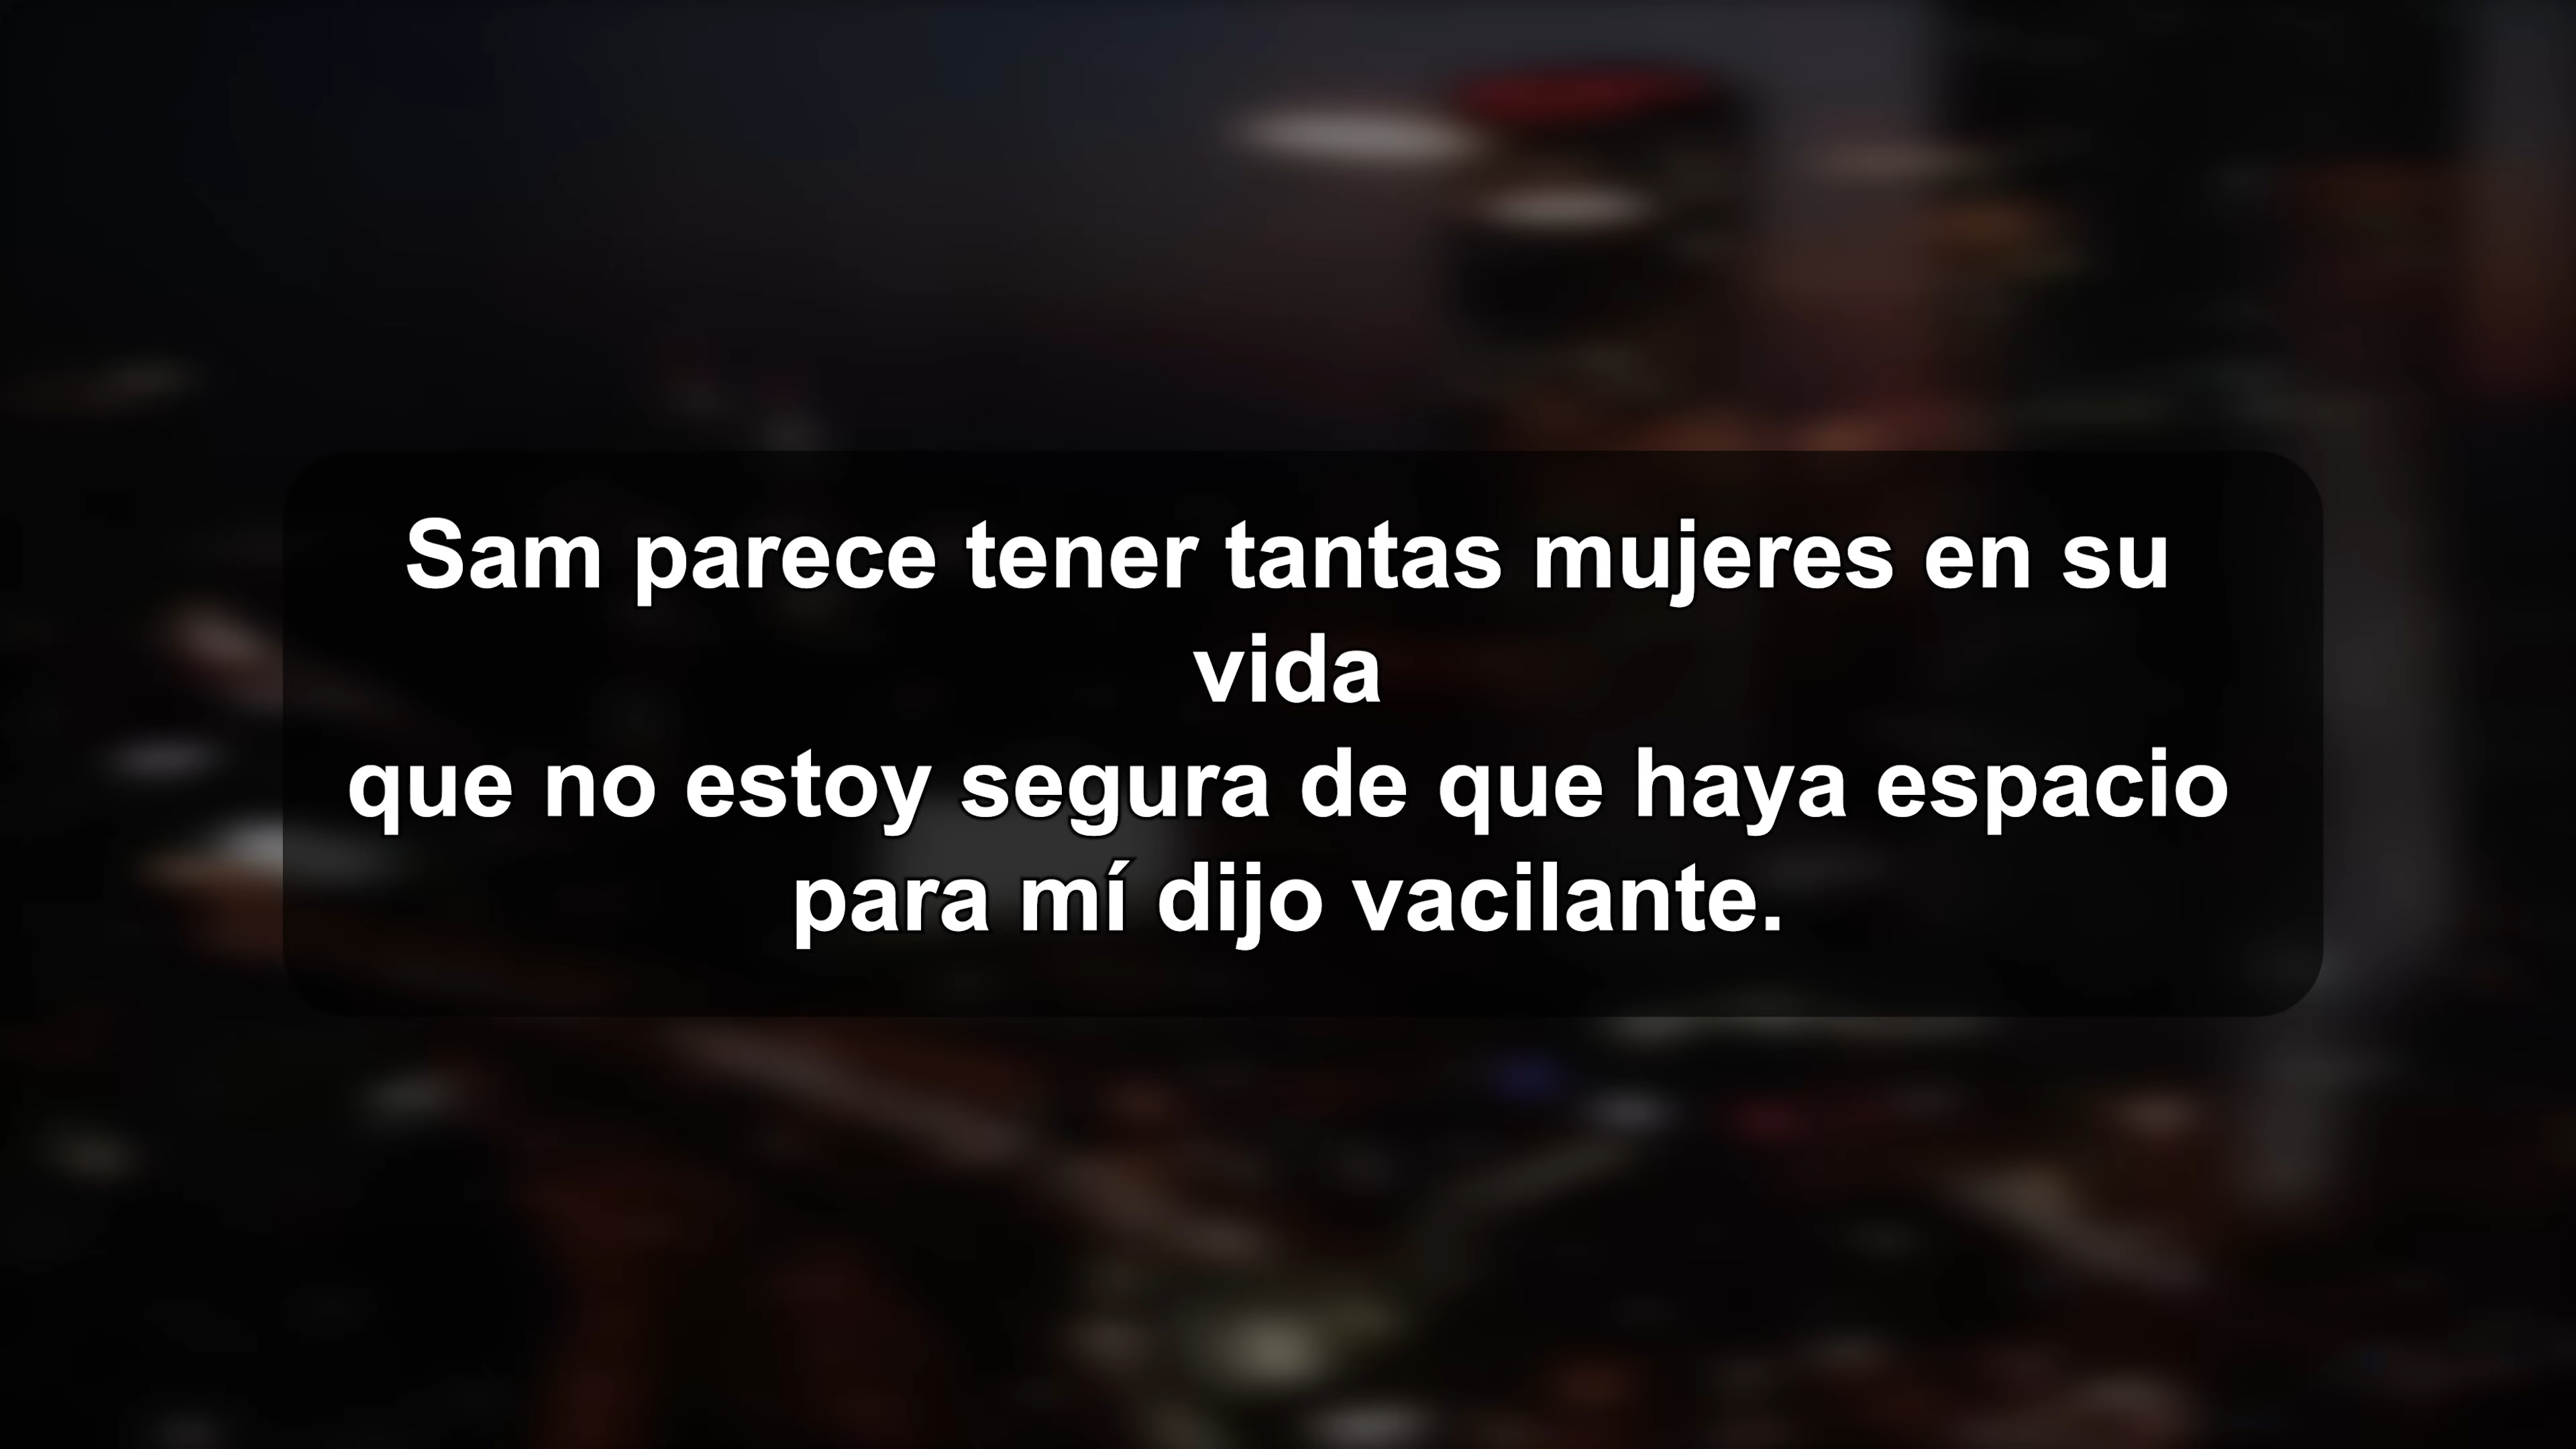 Sam parece tener tantas mujeres en su
vida
que no estoy segura de que haya espacio
para mí dijo vacilante.